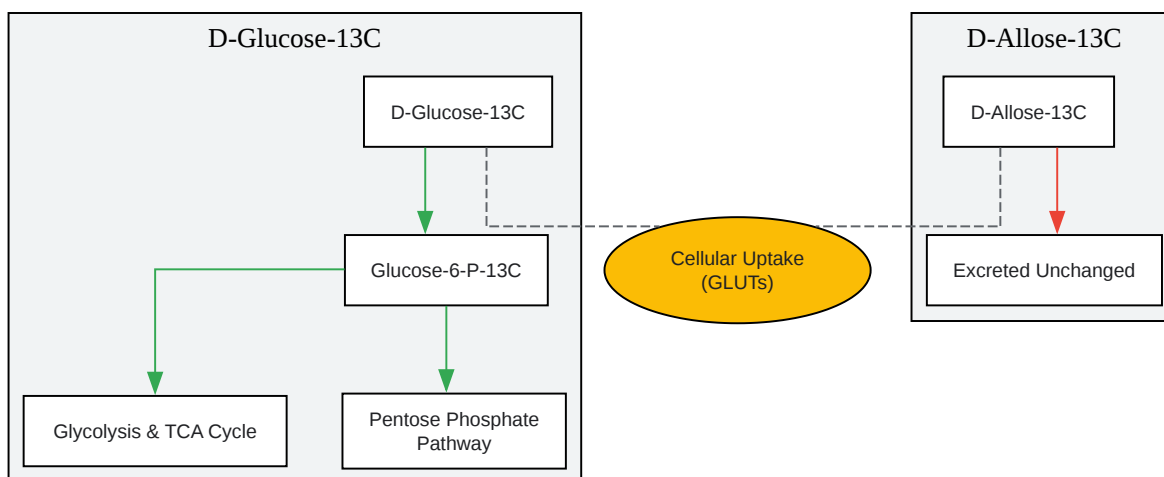 D-Glucose-13C
D-Glucose-13C
Glucose-6-P-13C
Glycolysis & TCA Cycle
Pentose Phosphate
Pathway
Cellular Uptake
(GLUTs)
D-Allose-13C
D-Allose-13C
Excreted Unchanged